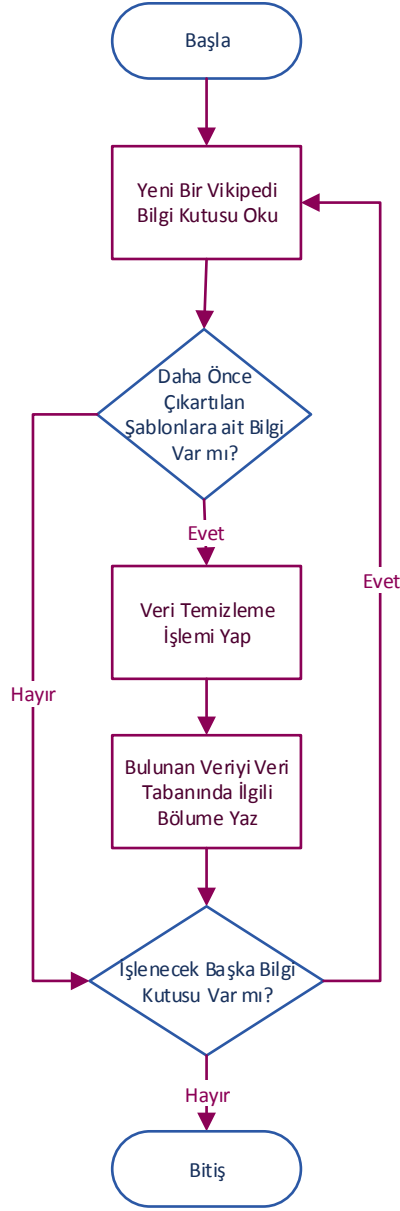 Başla
Yeni Bir Vikipedi
Bilgi Kutusu Oku
Daha Önce
Çıkartılan
Şablonlara ait Bilgi
Var mı?
Evet
Evet
Veri Temizleme
İşlemi Yap
Hayır
Bulunan Veriyi Veri
Tabanında İlgili
Bölume Yaz
İşlenecek Başka Bilgi
Kutusu Var mı?
Hayır
Bitiş